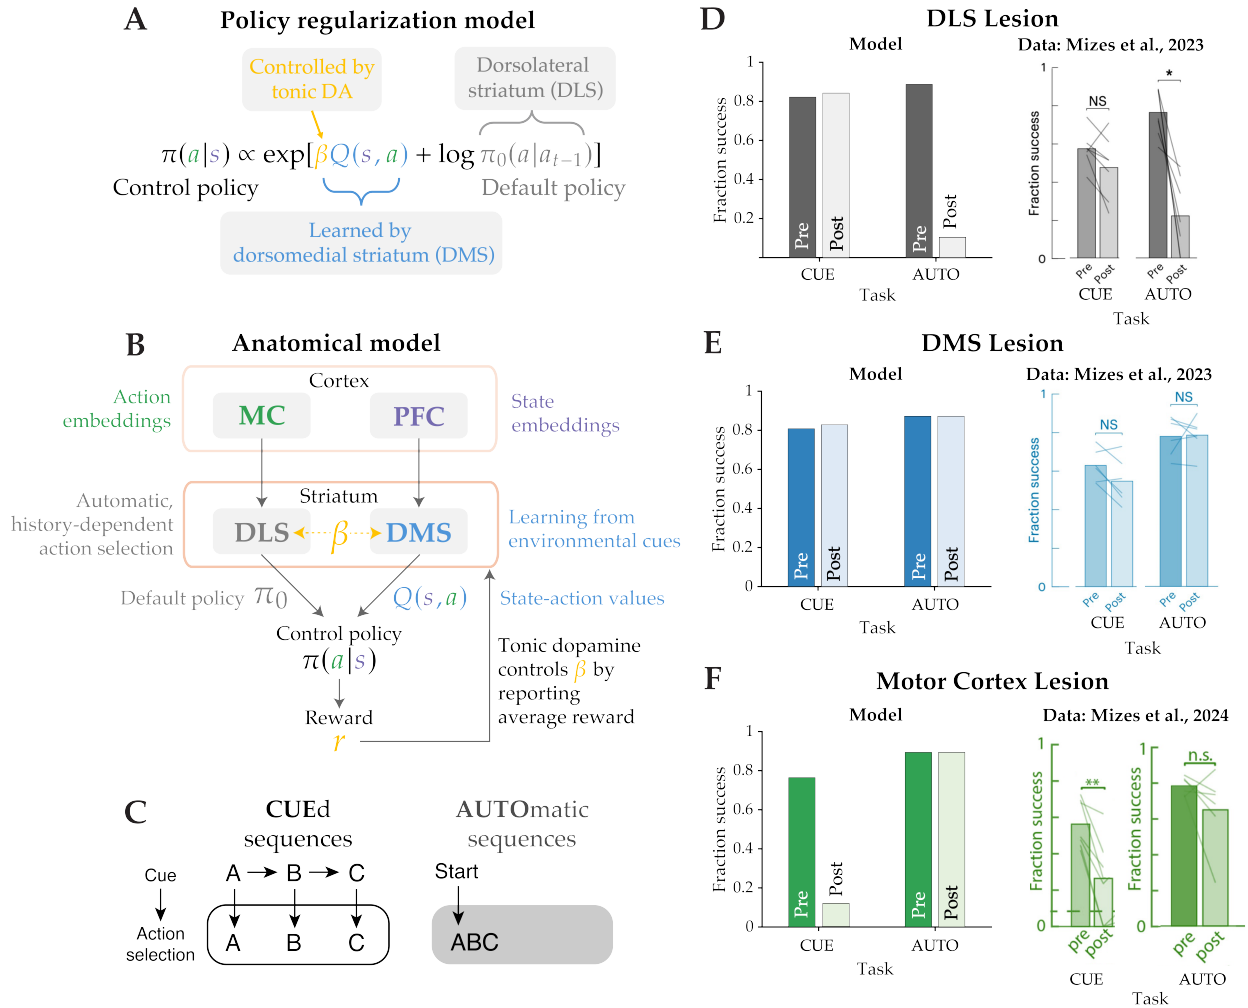 A
Policy regularization model
Controlled by
tonic DA
Dorsolateral
striatum (DLS)
π(a|s) ∝ exp[βQ(s, a) + log π₀(a|aₜ₋₁)]
Control policy
Default policy
Learned by
dorsomedial striatum (DMS)
B
Anatomical model
Cortex
Action
embeddings
MC
PFC
State
embeddings
Striatum
Automatic,
history-dependent
action selection
DLS
β
DMS
Learning from
environmental cues
Default policy π₀
Q(s, a)
State-action values
Control policy
π(a|s)
Tonic dopamine
controls β by
reporting
average reward
Reward
r
C
CUEd
sequences
AUTOmatic
sequences
Cue
A
B
C
Start
Action
selection
A
B
C
ABC
D
DLS Lesion
Model
Data: Mizes et al., 2023
Fraction success
1
0.8
0.6
0.4
0.2
Pre
Post
Pre
Post
CUE
AUTO
Task
Fraction success
1
0
NS
*
Pre
Post
Pre
Post
CUE
AUTO
Task
E
DMS Lesion
Model
Data: Mizes et al., 2023
Fraction success
1
0.8
0.6
0.4
0.2
0
Pre
Post
Pre
Post
CUE
AUTO
Task
Fraction success
1
0
NS
NS
Pre
Post
Pre
Post
CUE
AUTO
Task
F
Motor Cortex Lesion
Model
Data: Mizes et al., 2024
Fraction success
1
0.8
0.6
0.4
0.2
0
Pre
Post
Pre
Post
CUE
AUTO
Task
Fraction success
1
0
**
pre
post
CUE
Fraction success
1
0
n.s.
pre
post
AUTO
Task